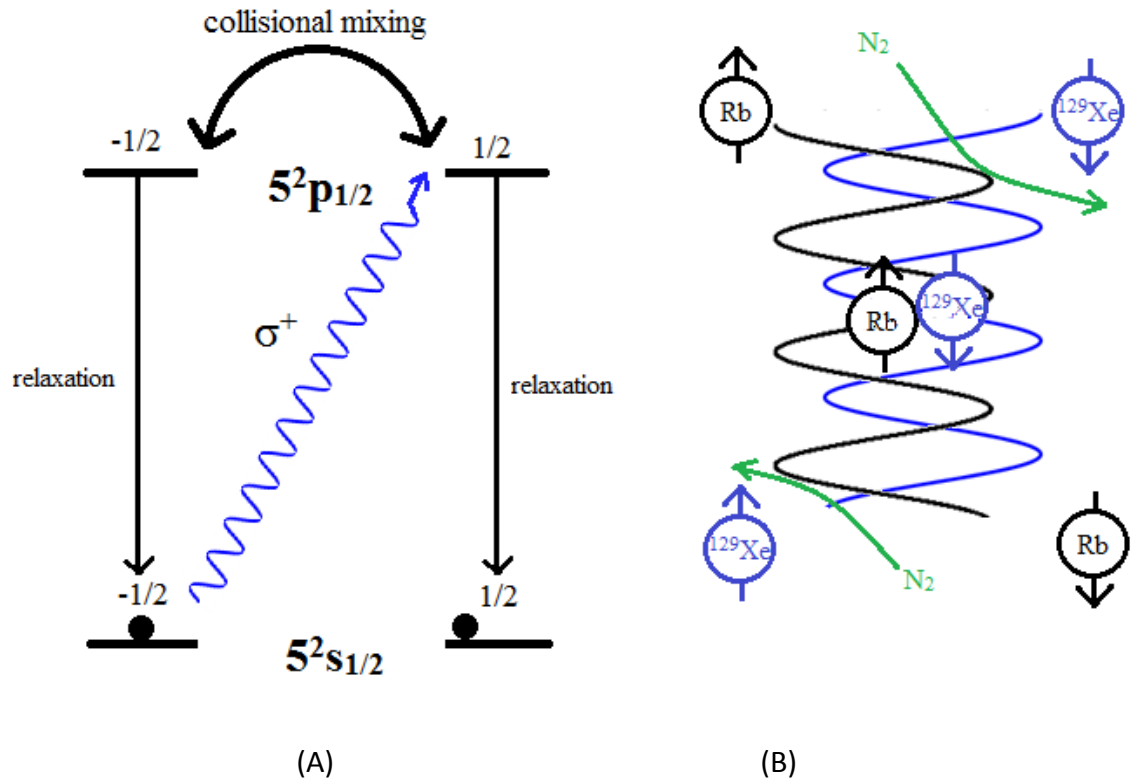 collisional mixing
-1/2
1/2
5²p₁/₂
σ⁺
relaxation
relaxation
-1/2
1/2
5²s₁/₂
(A)
N₂
Rb
¹²⁹Xe
Rb
¹²⁹Xe
¹²⁹Xe
N₂
Rb
(B)